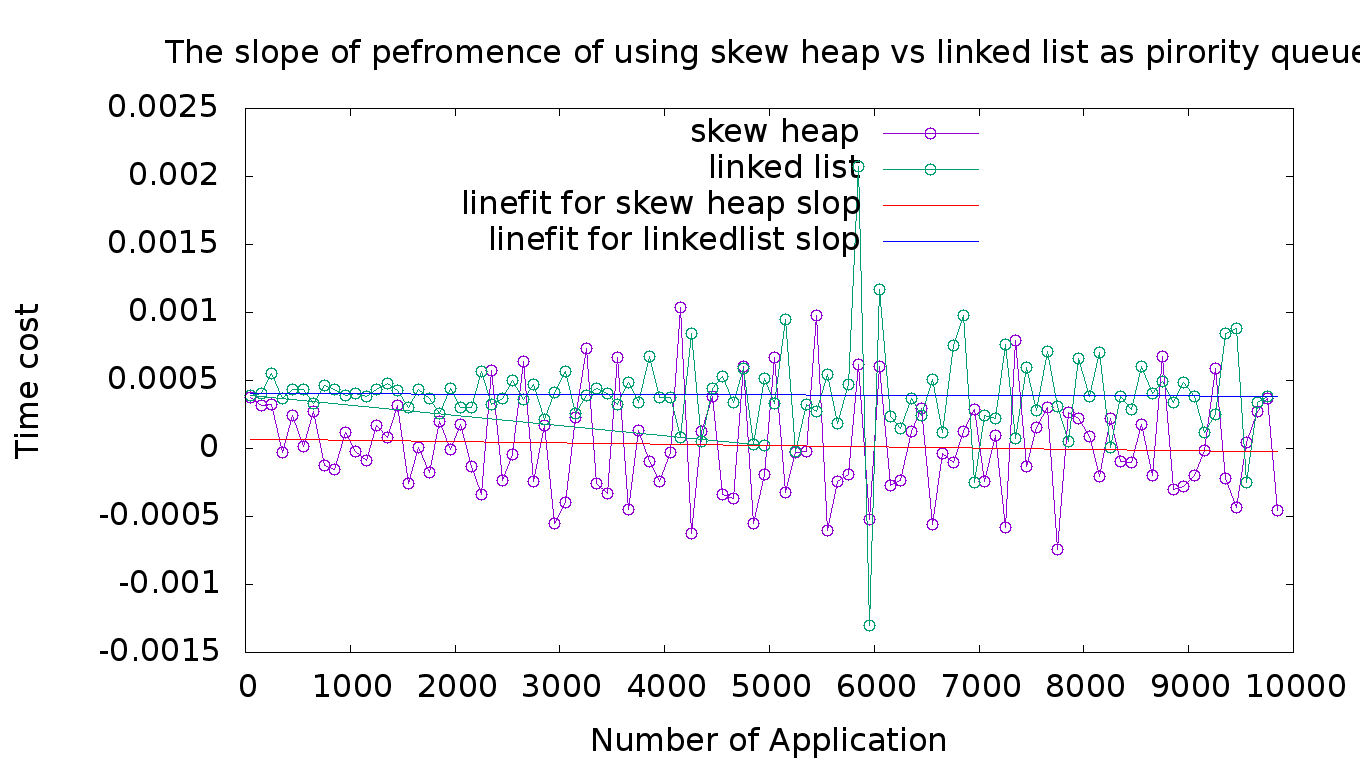 The slope of pefromence of using skew heap vs linked list as pirority queue
0.0025
skew heap
linked list
linefit for skew heap slop
linefit for linkedlist slop
0.002
0.0015
0.001
0.0005
0
-0.0005
-0.001
-0.0015
Time cost
0 1000 2000 3000 4000 5000 6000 7000 8000 9000 10000
Number of Application